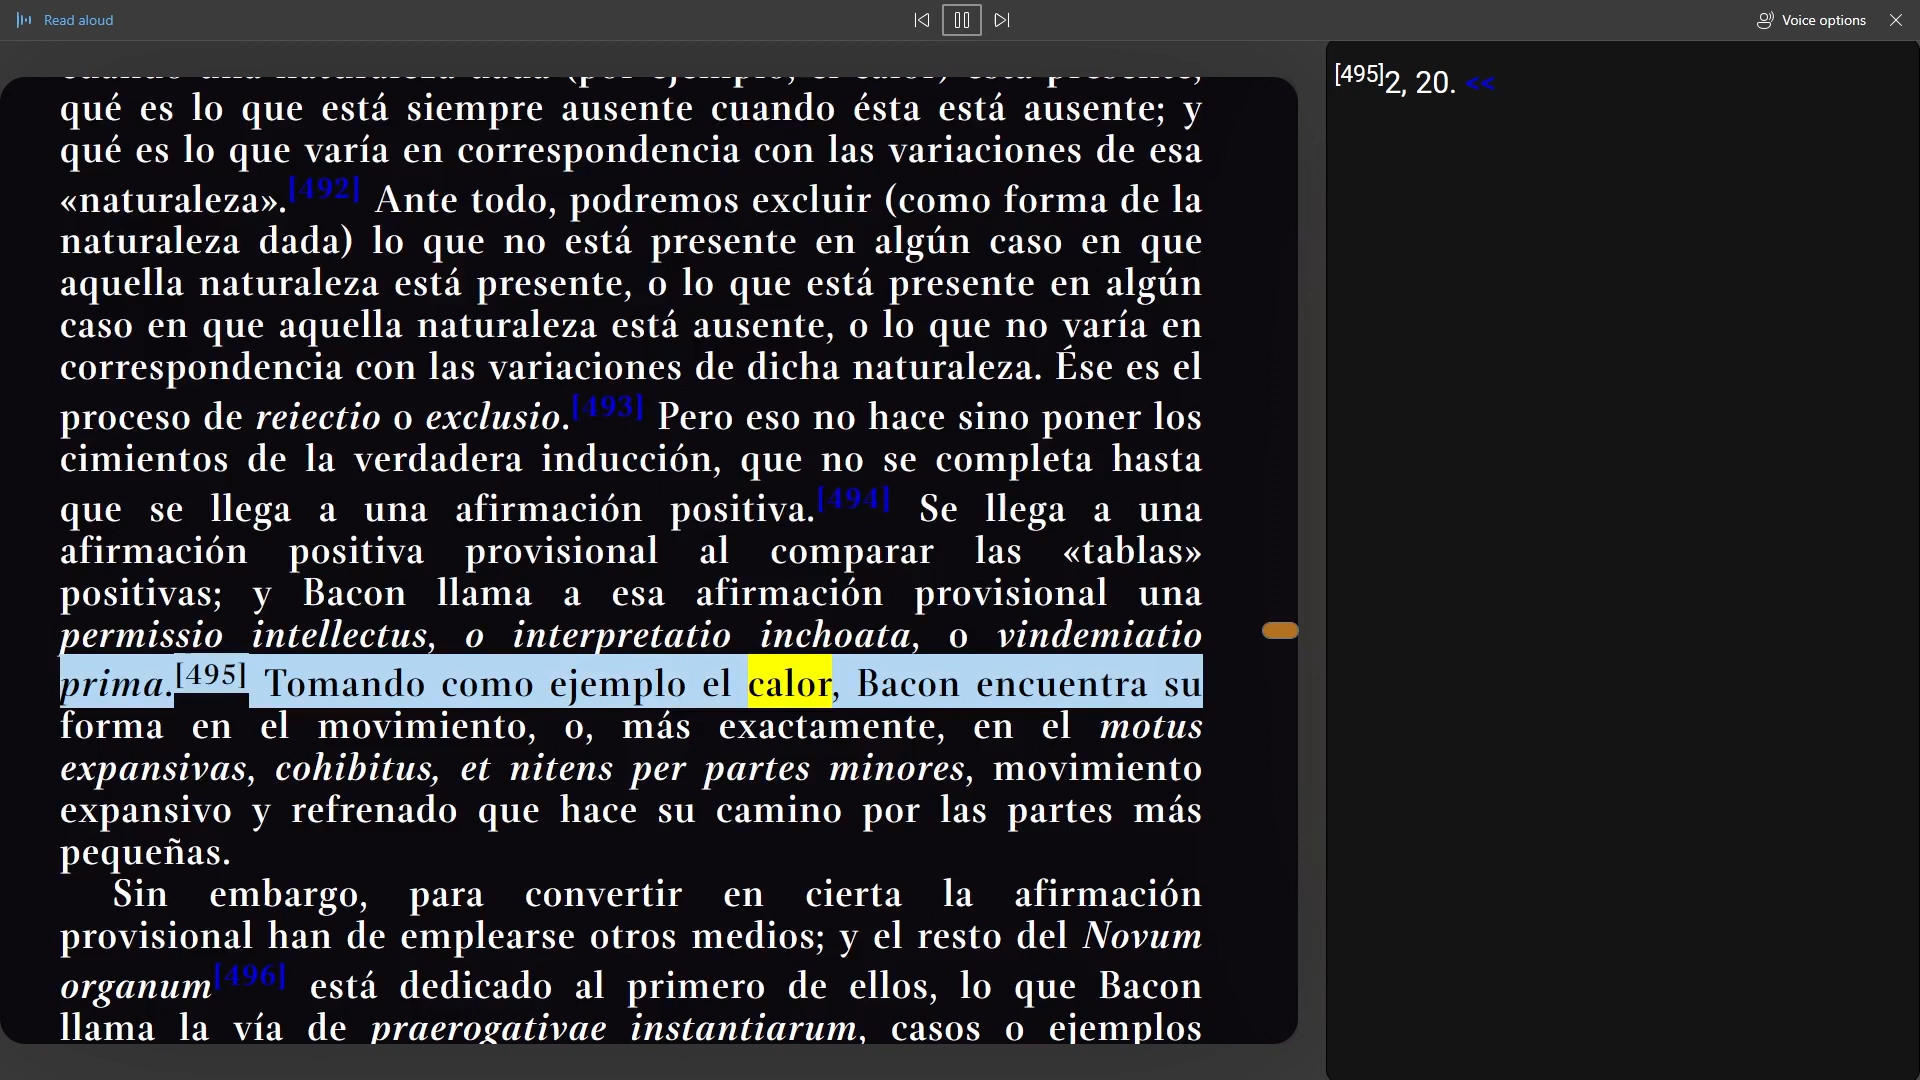 Read aloud
Voice options
cuando una naturaleza dada (por ejemplo, el calor) está presente;
qué es lo que está siempre ausente cuando ésta está ausente; y
qué es lo que varía en correspondencia con las variaciones de esa
«naturaleza».[492] Ante todo, podremos excluir (como forma de la
naturaleza dada) lo que no está presente en algún caso en que
aquella naturaleza está presente, o lo que está presente en algún
caso en que aquella naturaleza está ausente, o lo que no varía en
correspondencia con las variaciones de dicha naturaleza. Ése es el
proceso de reiectio o exclusio.[493] Pero eso no hace sino poner los
cimientos de la verdadera inducción, que no se completa hasta
que se llega a una afirmación positiva.[494] Se llega a una
afirmación positiva provisional al comparar las «tablas»
positivas; y Bacon llama a esa afirmación provisional una
permissio intellectus, o interpretatio inchoata, o vindemiatio
prima.[495] Tomando como ejemplo el calor, Bacon encuentra su
forma en el movimiento, o, más exactamente, en el motus
expansivas, cohibitus, et nitens per partes minores, movimiento
expansivo y refrenado que hace su camino por las partes más
pequeñas.
Sin embargo, para convertir en cierta la afirmación
provisional han de emplearse otros medios; y el resto del Novum
organum[496] está dedicado al primero de ellos, lo que Bacon
llama la vía de praerogativae instantiarum, casos o ejemplos
[495]2, 20. <<